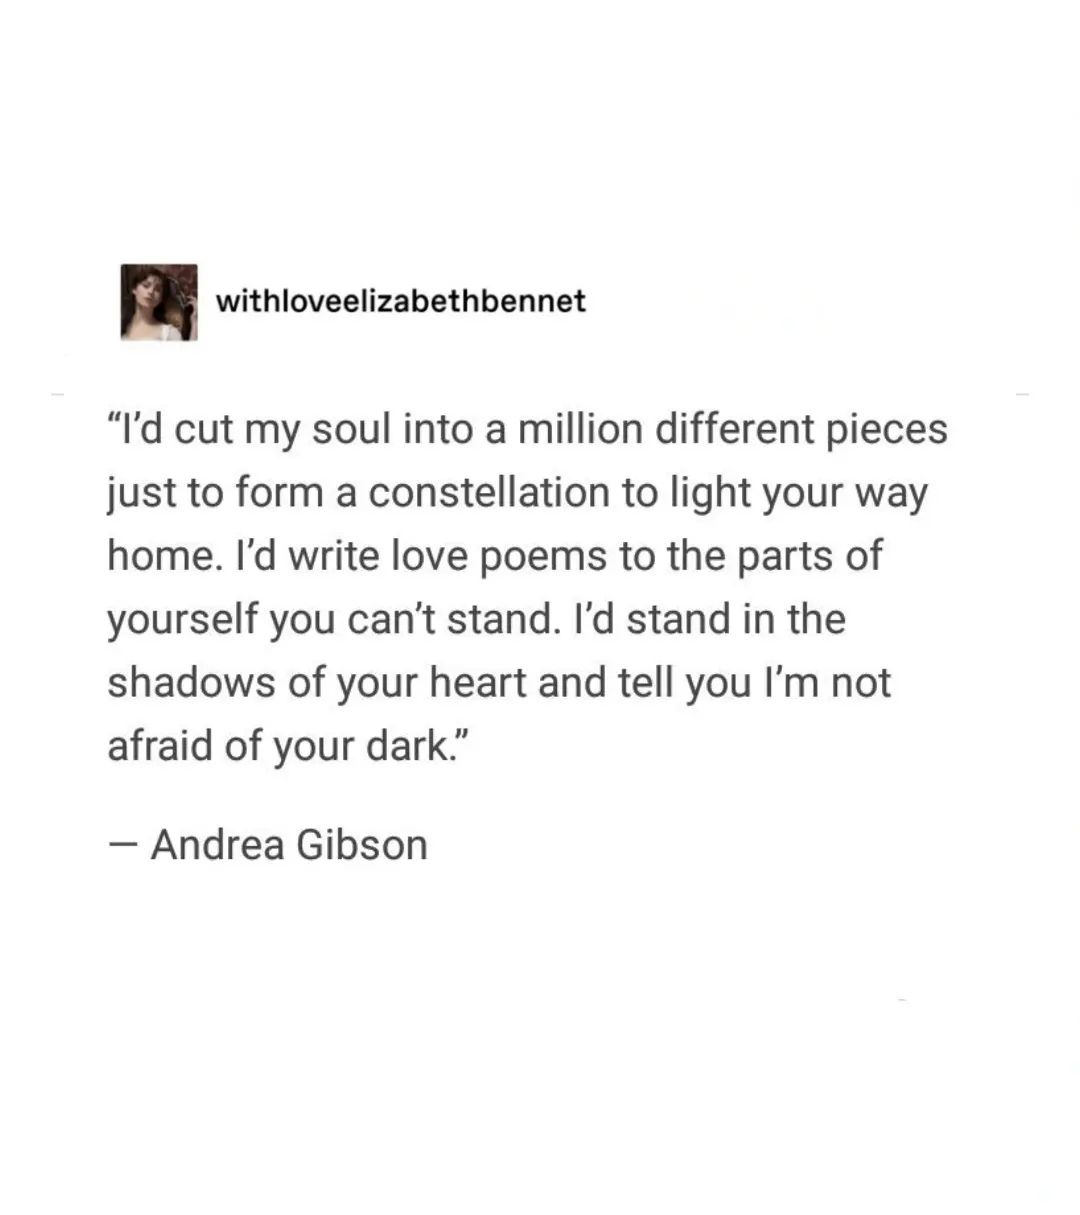 withloveelizabethbennet
“I’d cut my soul into a million different pieces
just to form a constellation to light your way
home. I’d write love poems to the parts of
yourself you can’t stand. I’d stand in the
shadows of your heart and tell you I’m not
afraid of your dark.”
— Andrea Gibson